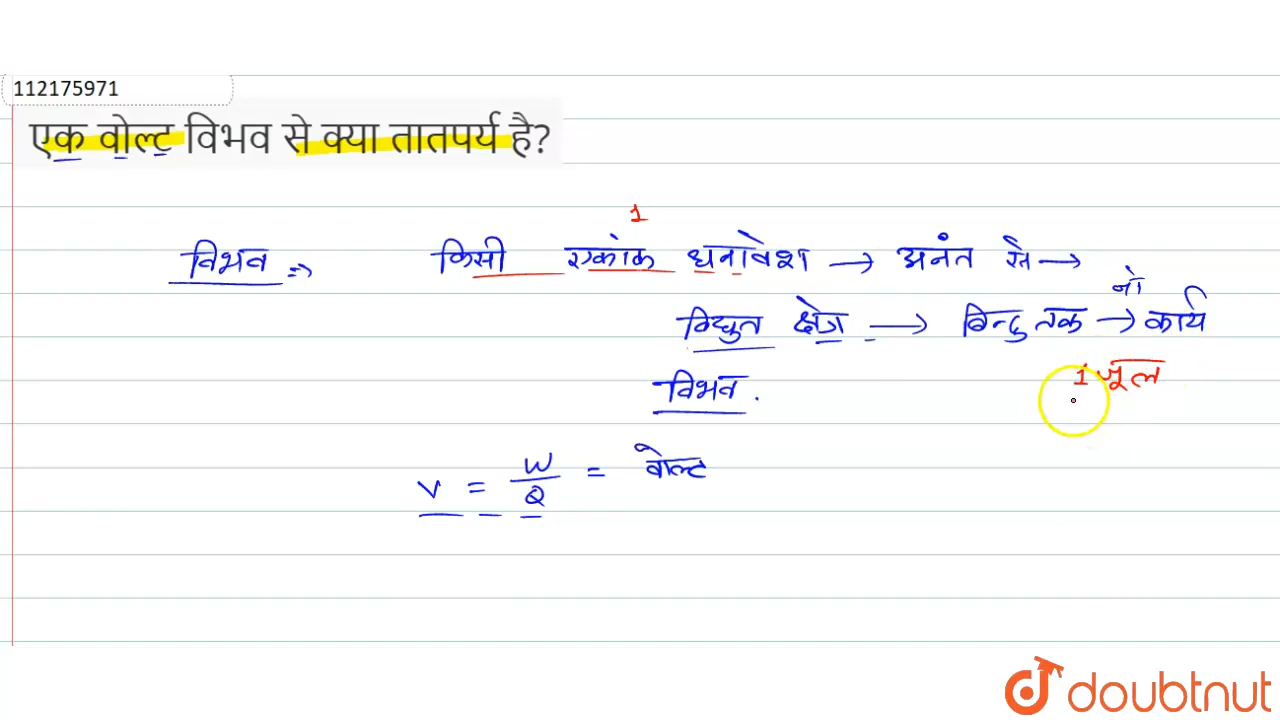 112175971
एक वोल्ट विभव से क्या तातपर्य है?
1
विभव ⇒ किसी एकांक धनावेश → अनंत से →
जो
विद्युत क्षेत्र → बिन्दु तक → कार्य
1 जूल
विभव.
V = W/Q = वोल्ट
doubtnut